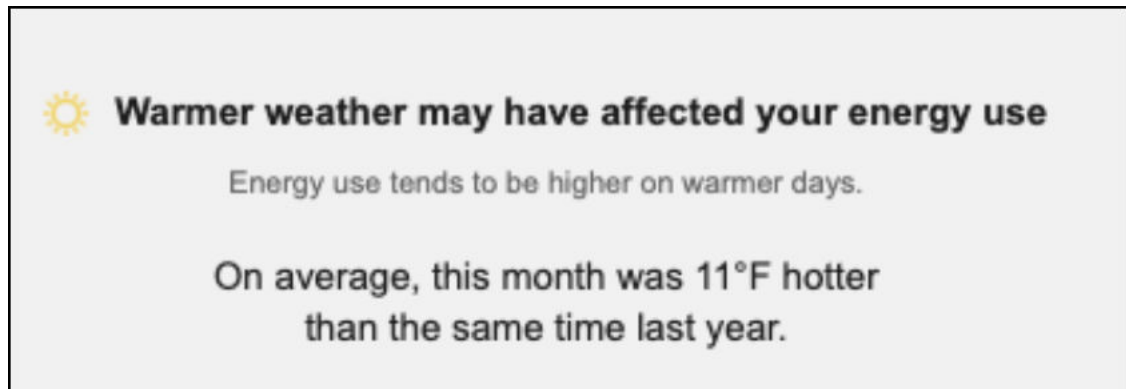 Warmer weather may have affected your energy use
Energy use tends to be higher on warmer days.
On average, this month was 11°F hotter
than the same time last year.